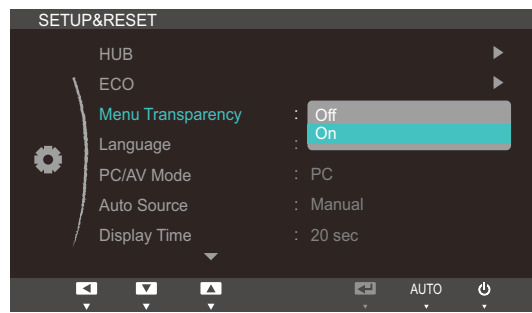 SETUP&RESET
HUB
ECO
Menu Transparency : Off
On
Language :
PC/AV Mode : PC
Auto Source : Manual
Display Time : 20 sec
AUTO